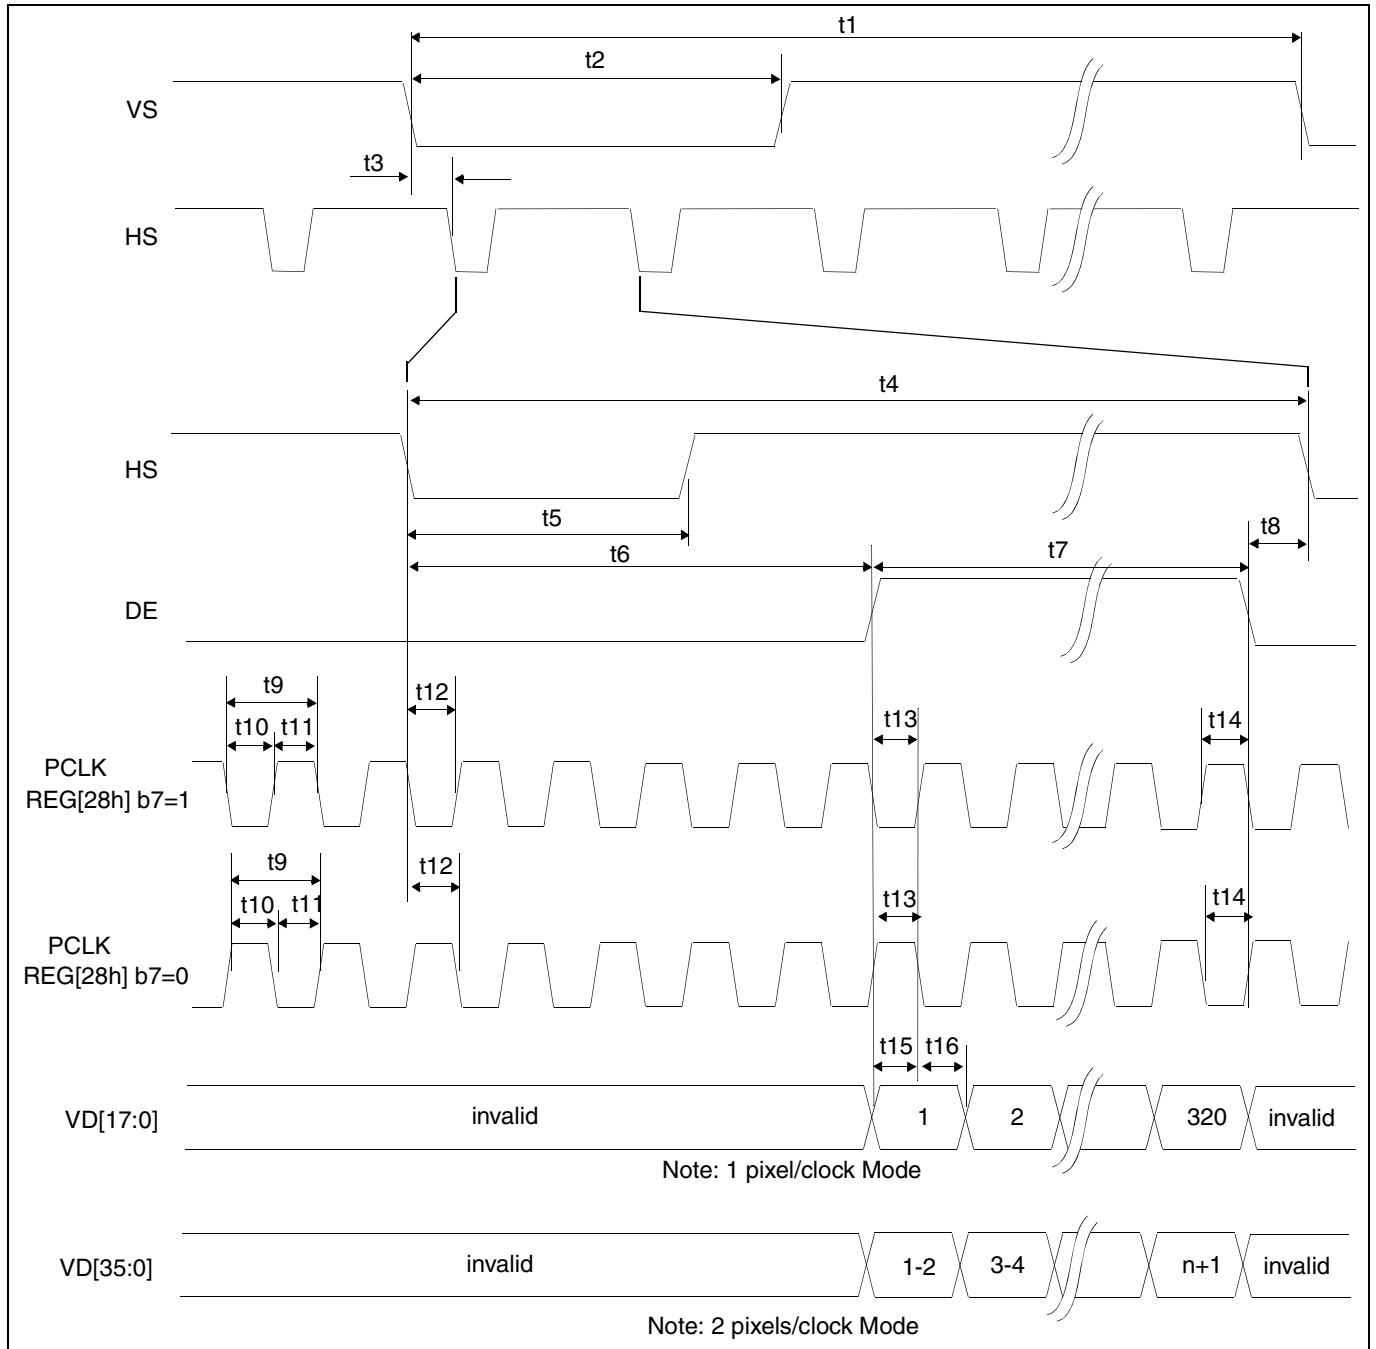 t1
t2
VS
t3
HS
t4
HS
t5
t8
t6
t7
DE
t9
t12
t10 t11
t13
t14
PCLK
REG[28h] b7=1
t9
t12
t10 t11
t13
t14
PCLK
REG[28h] b7=0
t15 t16
VD[17:0]
invalid
1
2
320
invalid
Note: 1 pixel/clock Mode
VD[35:0]
invalid
1-2
3-4
n+1
invalid
Note: 2 pixels/clock Mode